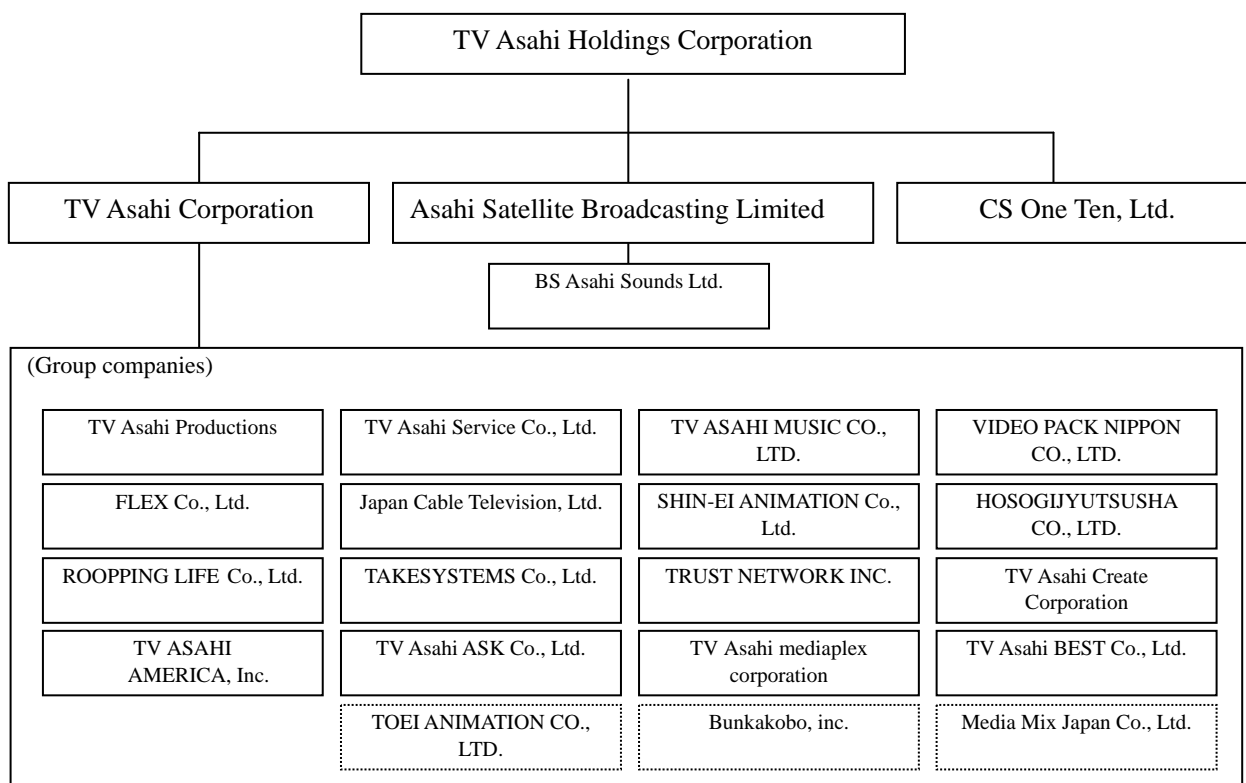 TV Asahi Holdings Corporation
TV Asahi Corporation
Asahi Satellite Broadcasting Limited
CS One Ten, Ltd.
BS Asahi Sounds Ltd.
(Group companies)
TV Asahi Productions
TV Asahi Service Co., Ltd.
TV ASAHI MUSIC CO.,
LTD.
VIDEO PACK NIPPON
CO., LTD.
FLEX Co., Ltd.
Japan Cable Television, Ltd.
SHIN-EI ANIMATION Co.,
Ltd.
HOSOGIJYUTSUSHA
CO., LTD.
ROOPPING LIFE Co., Ltd.
TAKESYSTEMS Co., Ltd.
TRUST NETWORK INC.
TV Asahi Create
Corporation
TV ASAHI
AMERICA, Inc.
TV Asahi ASK Co., Ltd.
TV Asahi mediaplex
corporation
TV Asahi BEST Co., Ltd.
TOEI ANIMATION CO.,
LTD.
Bunkakobo, inc.
Media Mix Japan Co., Ltd.